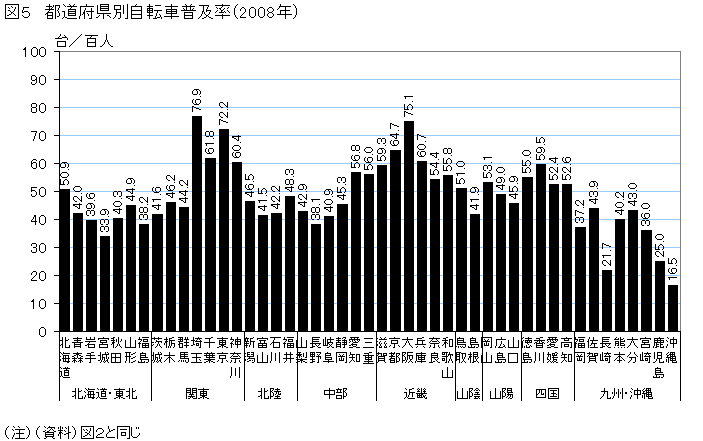 図5 都道府県別自転車普及率(2008年)
台／百人
100
90
80
70
60
50
40
30
20
10
0
50.9 42.0 39.6 33.9 40.3 44.9 38.2 41.6 46.2 44.2 76.9 61.8 72.2 60.4 46.5 41.5 42.2 48.3 42.9 38.1 40.9 45.3 56.8 56.0 59.3 64.7 75.1 60.7 54.4 55.8 51.0 41.9 53.1 49.0 45.9 55.0 59.5 52.4 52.6 37.2 43.9 21.7 40.2 43.0 36.0 25.0 16.5
北海道 青森 岩手 宮城 秋田 山形 福島 茨城 栃木 群馬 埼玉 千葉 東京 神奈川 新潟 富山 石川 福井 山梨 長野 岐阜 静岡 愛知 三重 滋賀 京都 大阪 兵庫 奈良 和歌山 鳥取 島根 岡山 広島 山口 徳島 香川 愛媛 高知 福岡 佐賀 長崎 熊本 大分 宮崎 鹿児島 沖縄
北海道・東北 関東 北陸 中部 近畿 山陰 山陽 四国 九州・沖縄
(注)(資料)図2と同じ